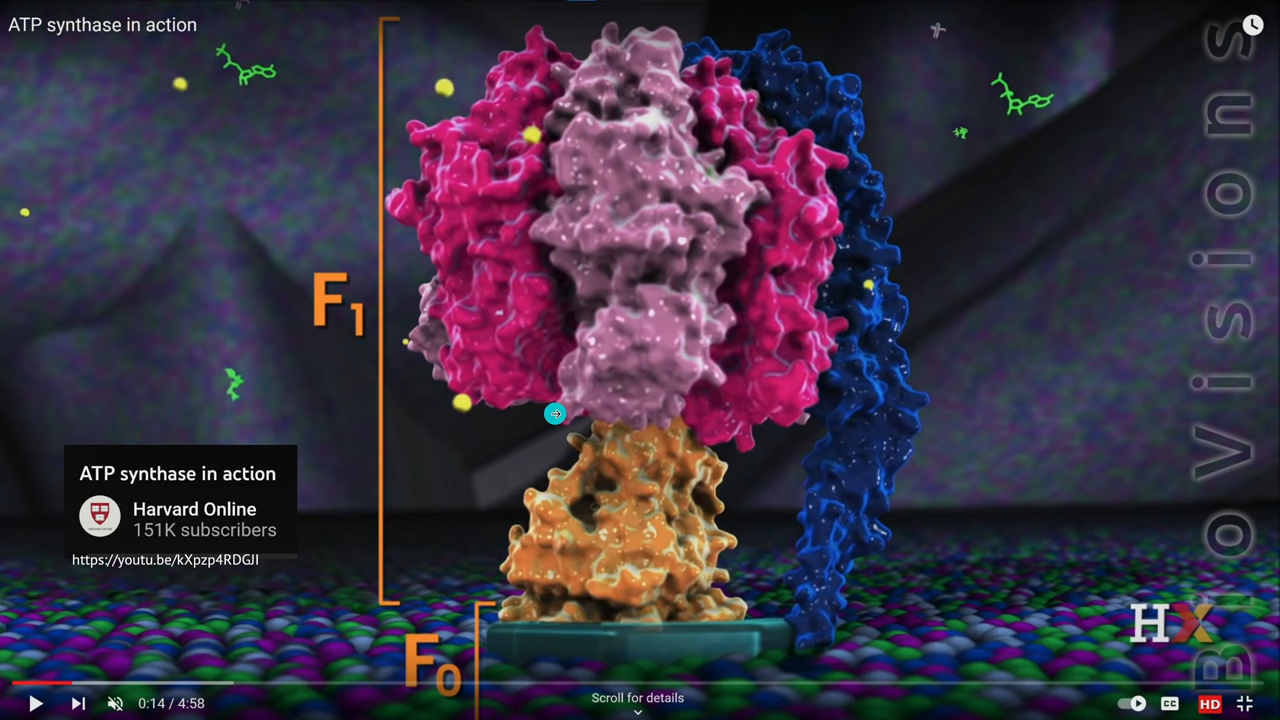 ATP synthase in action
F1
ATP synthase in action
Harvard Online
151K subscribers
https://youtu.be/kXpzp4RDGJI
F0
BioVisions
HX
Scroll for details
0:14 / 4:58
CC
HD